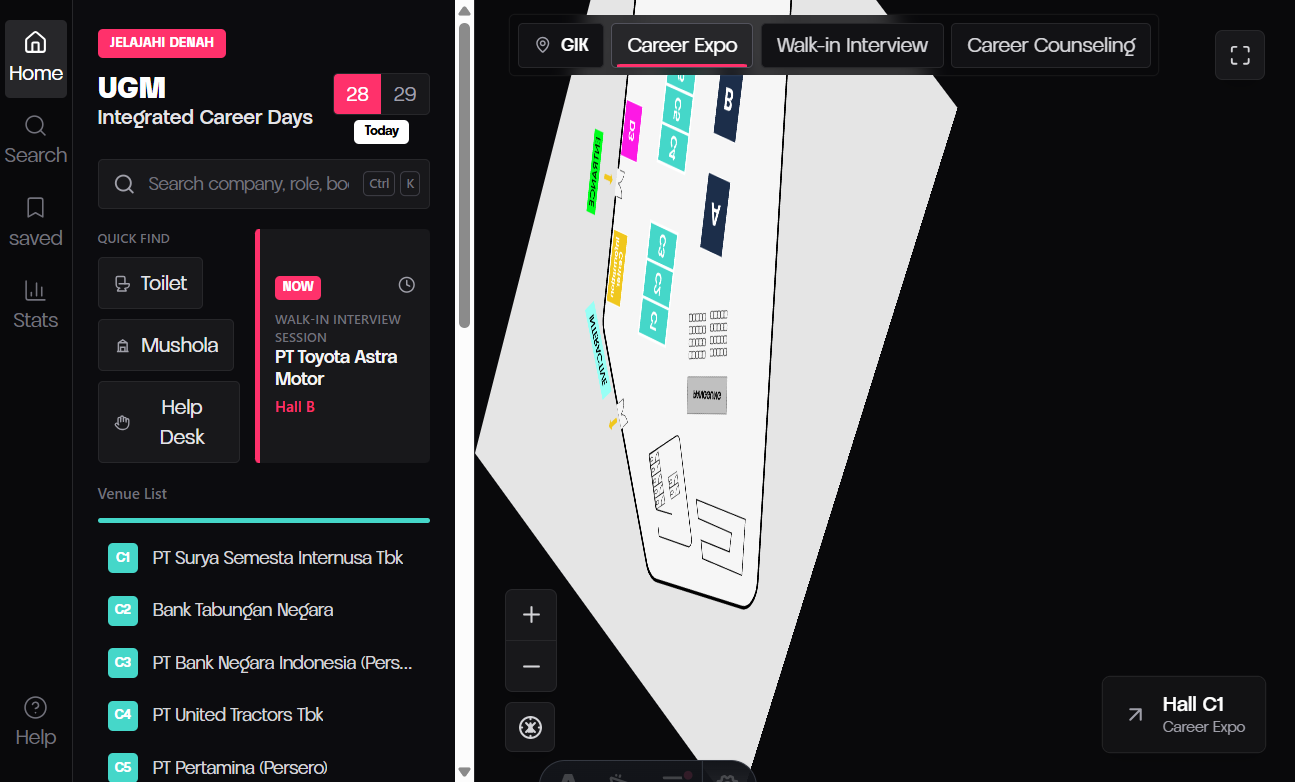 Home
Search
saved
Stats
Help
JELAJAHI DENAH
UGM
Integrated Career Days
28 29
Today
Search company, role, bo
Ctrl K
QUICK FIND
Toilet
Mushola
Help
Desk
NOW
WALK-IN INTERVIEW
SESSION
PT Toyota Astra
Motor
Hall B
Venue List
C1 PT Surya Semesta Internusa Tbk
C2 Bank Tabungan Negara
C3 PT Bank Negara Indonesia (Pers...
C4 PT United Tractors Tbk
C5 PT Pertamina (Persero)
GIK
Career Expo
Walk-in Interview
Career Counseling
B
D3
C2
C4
ENTRANCE
A
C3
C5
C1
Hall C1
Career Expo